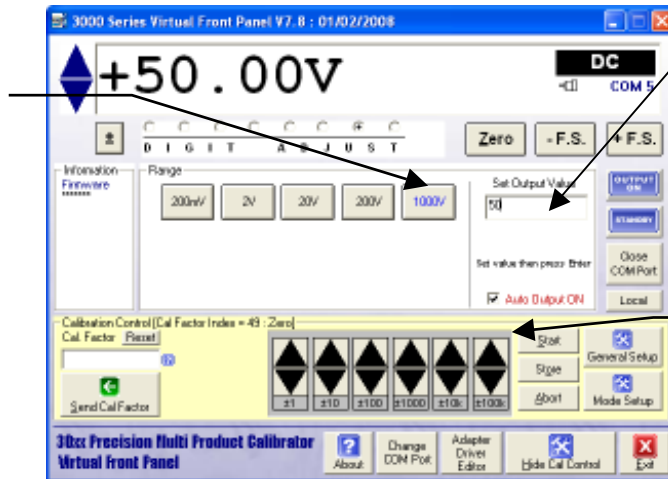 3000 Series Virtual Front Panel V7.8 : 01/02/2008
+50.00V
DC
COM 5
±
DIGIT ADJUST
Zero
- F.S.
+ F.S.
Information
Firmware
Range
200mV
2V
20V
200V
1000V
Set Output Value
50
Set value then press Enter
Auto Output ON
OUTPUT ON
STANDBY
Close COM Port
Local
Calibration Control [Cal Factor Index = 49 : Zero]
Cal. Factor
Reset
Send Cal Factor
±1
±10
±100
±1000
±10k
±100k
Start
Store
Abort
General Setup
Mode Setup
30xx Precision Multi Product Calibrator
Virtual Front Panel
About
Change COM Port
Adapter Driver Editor
Hide Cal Control
Exit